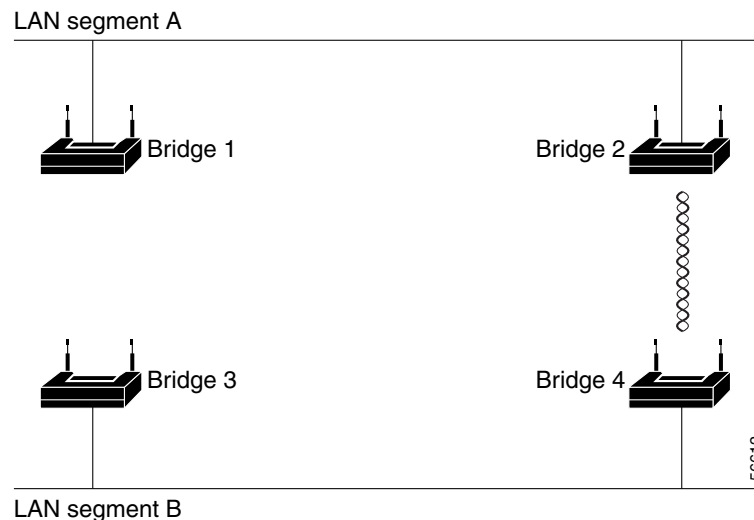 LAN segment A
Bridge 1
Bridge 2
Bridge 3
Bridge 4
LAN segment B